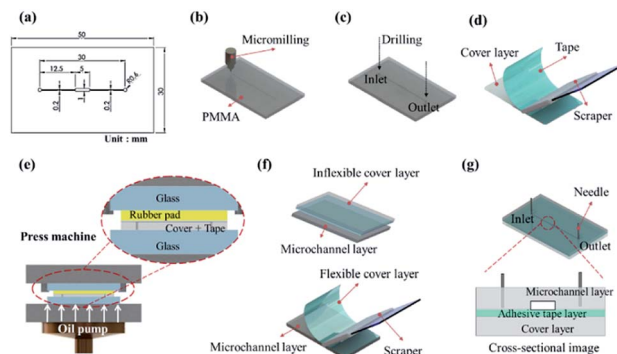 (a)
50
30
12.5
5
R0.6
0.2
1
0.2
30
Unit : mm
(b)
Micromilling
PMMA
(c)
Drilling
Inlet
Outlet
(d)
Cover layer
Tape
Scraper
(e)
Glass
Rubber pad
Cover + Tape
Glass
Press machine
Oil pump
(f)
Inflexible cover layer
Microchannel layer
Flexible cover layer
Microchannel layer
Scraper
(g)
Needle
Inlet
Outlet
Microchannel layer
Adhesive tape layer
Cover layer
Cross-sectional image